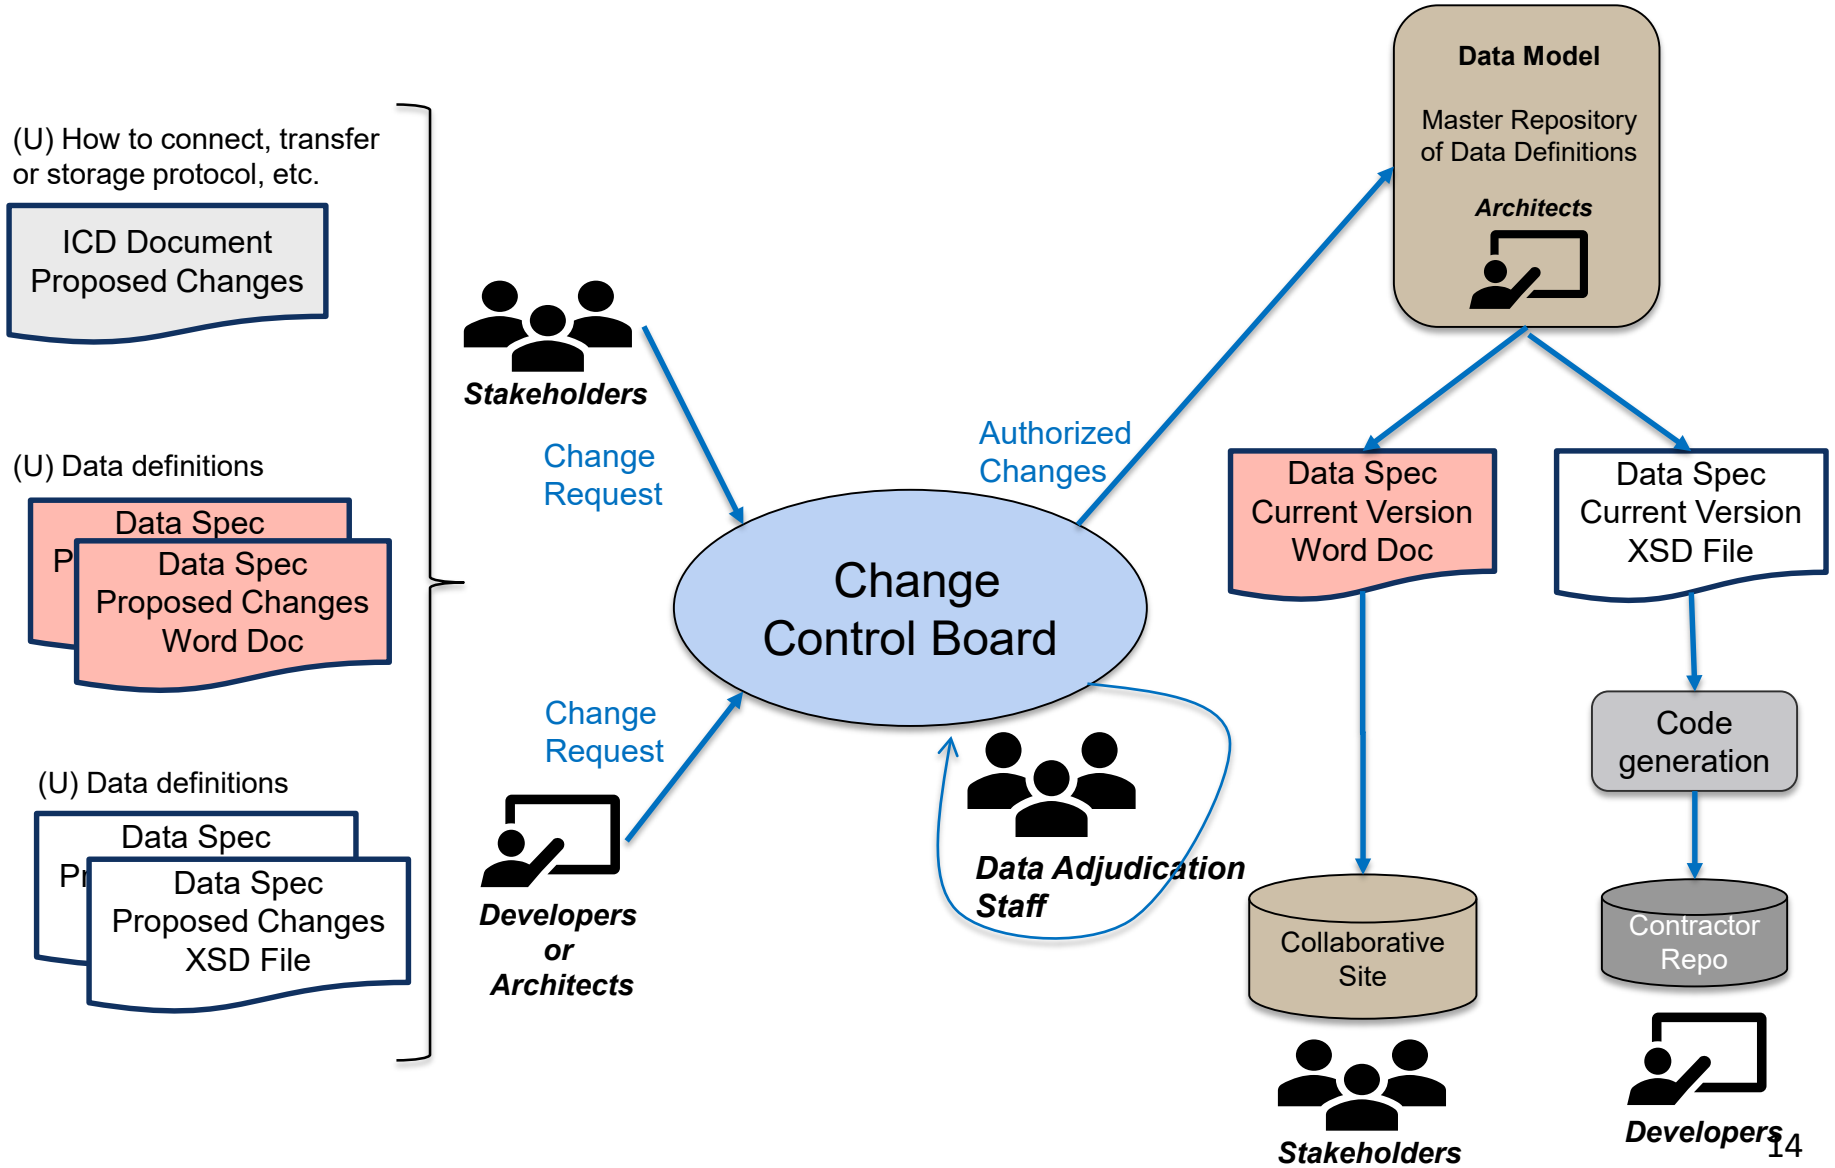 (U) How to connect, transfer
or storage protocol, etc.
ICD Document
Proposed Changes
(U) Data definitions
Data Spec
P
Data Spec
Proposed Changes
Word Doc
(U) Data definitions
Data Spec
Pr
Data Spec
Proposed Changes
XSD File
Stakeholders
Change
Request
Change
Request
Developers
or
Architects
Change
Control Board
Data Adjudication
Staff
Authorized
Changes
Data Model
Master Repository
of Data Definitions
Architects
Data Spec
Current Version
Word Doc
Data Spec
Current Version
XSD File
Code
generation
Collaborative
Site
Contractor
Repo
Stakeholders
Developers
14